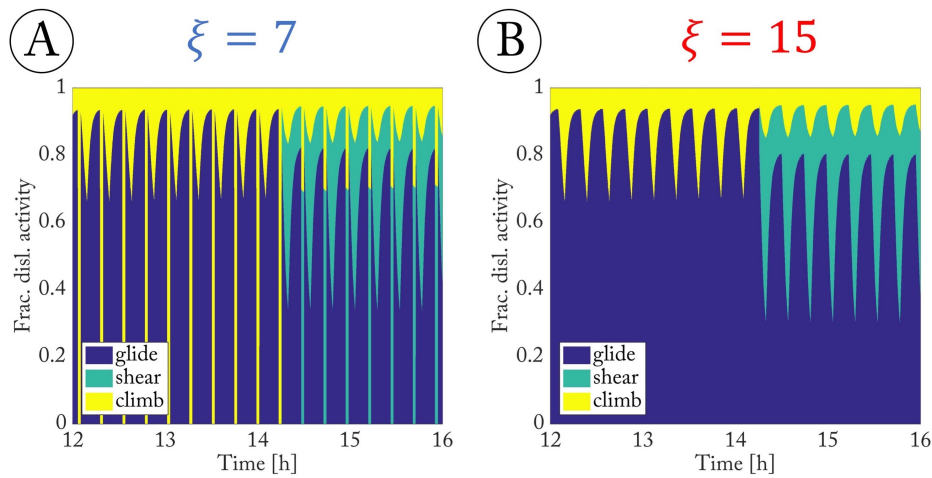 A
ξ = 7
1
0.8
0.6
0.4
0.2
0
Frac. disl. activity
glide
shear
climb
12
13
14
15
16
Time [h]
B
ξ = 15
1
0.8
0.6
0.4
0.2
0
Frac. disl. activity
glide
shear
climb
12
13
14
15
16
Time [h]